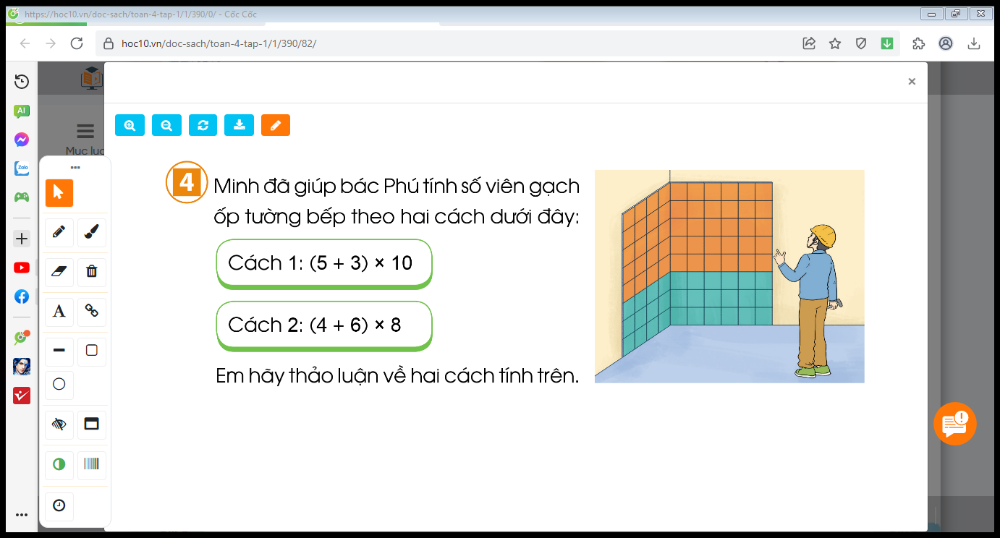 https://hoc10.vn/doc-sach/toan-4-tap-1/1/390/0/ - Cốc Cốc
hoc10.vn/doc-sach/toan-4-tap-1/1/390/82/
AI
Zalo
Mục lục
A
4
Minh đã giúp bác Phú tính số viên gạch
ốp tường bếp theo hai cách dưới đây:
Cách 1: (5 + 3) × 10
Cách 2: (4 + 6) × 8
Em hãy thảo luận về hai cách tính trên.